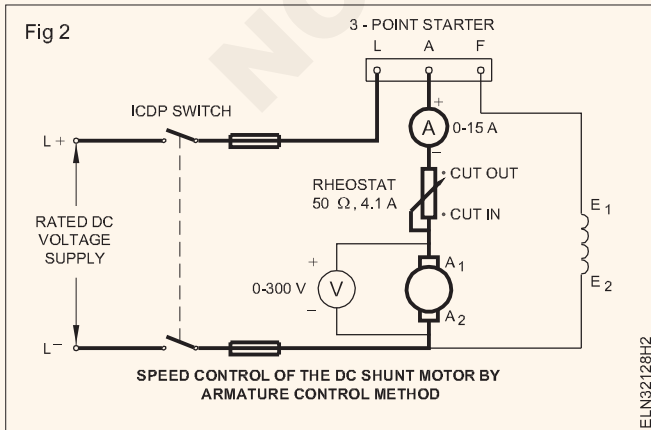 Fig 2
3 - POINT STARTER
L A F
ICDP SWITCH
L +
+
A 0-15 A
−
RHEOSTAT
50 Ω , 4.1 A
• CUT OUT
• CUT IN
RATED DC
VOLTAGE
SUPPLY
E1
E2
A1
A2
+
0-300 V V
−
L−
SPEED CONTROL OF THE DC SHUNT MOTOR BY
ARMATURE CONTROL METHOD
ELN32128H2